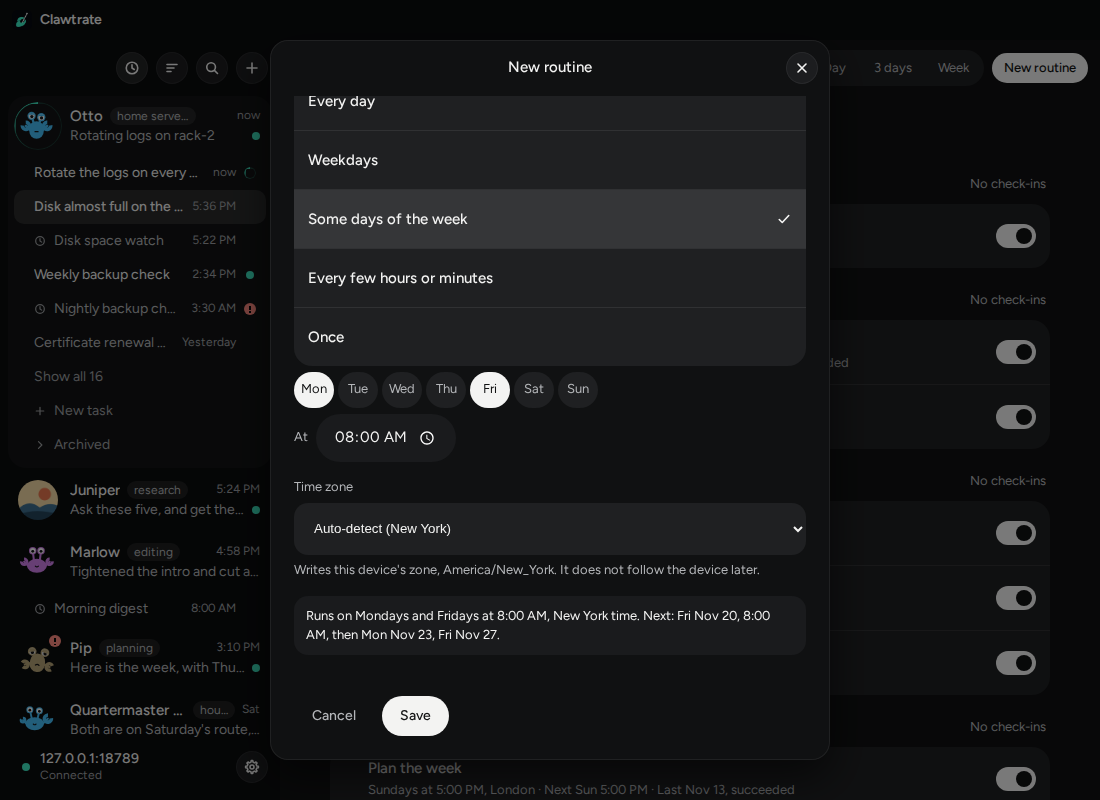 Clawtrate
Day
3 days
Week
New routine
Otto
home serve...
now
Rotating logs on rack-2
Rotate the logs on every ...
now
Disk almost full on the ...
5:36 PM
Disk space watch
5:22 PM
Weekly backup check
2:34 PM
Nightly backup ch...
3:30 AM
Certificate renewal ...
Yesterday
Show all 16
New task
Archived
Juniper
research
5:24 PM
Ask these five, and get the...
Marlow
editing
4:58 PM
Tightened the intro and cut a...
Morning digest
8:00 AM
Pip
planning
3:10 PM
Here is the week, with Thu...
Quartermaster ...
hou...
Sat
Both are on Saturday's route,...
127.0.0.1:18789
Connected
New routine
Every day
Weekdays
Some days of the week
Every few hours or minutes
Once
Mon
Tue
Wed
Thu
Fri
Sat
Sun
At
08:00 AM
Time zone
Auto-detect (New York)
Writes this device's zone, America/New_York. It does not follow the device later.
Runs on Mondays and Fridays at 8:00 AM, New York time. Next: Fri Nov 20, 8:00
AM, then Mon Nov 23, Fri Nov 27.
Cancel
Save
No check-ins
No check-ins
No check-ins
No check-ins
Plan the week
Sundays at 5:00 PM, London · Next Sun 5:00 PM · Last Nov 13, succeeded